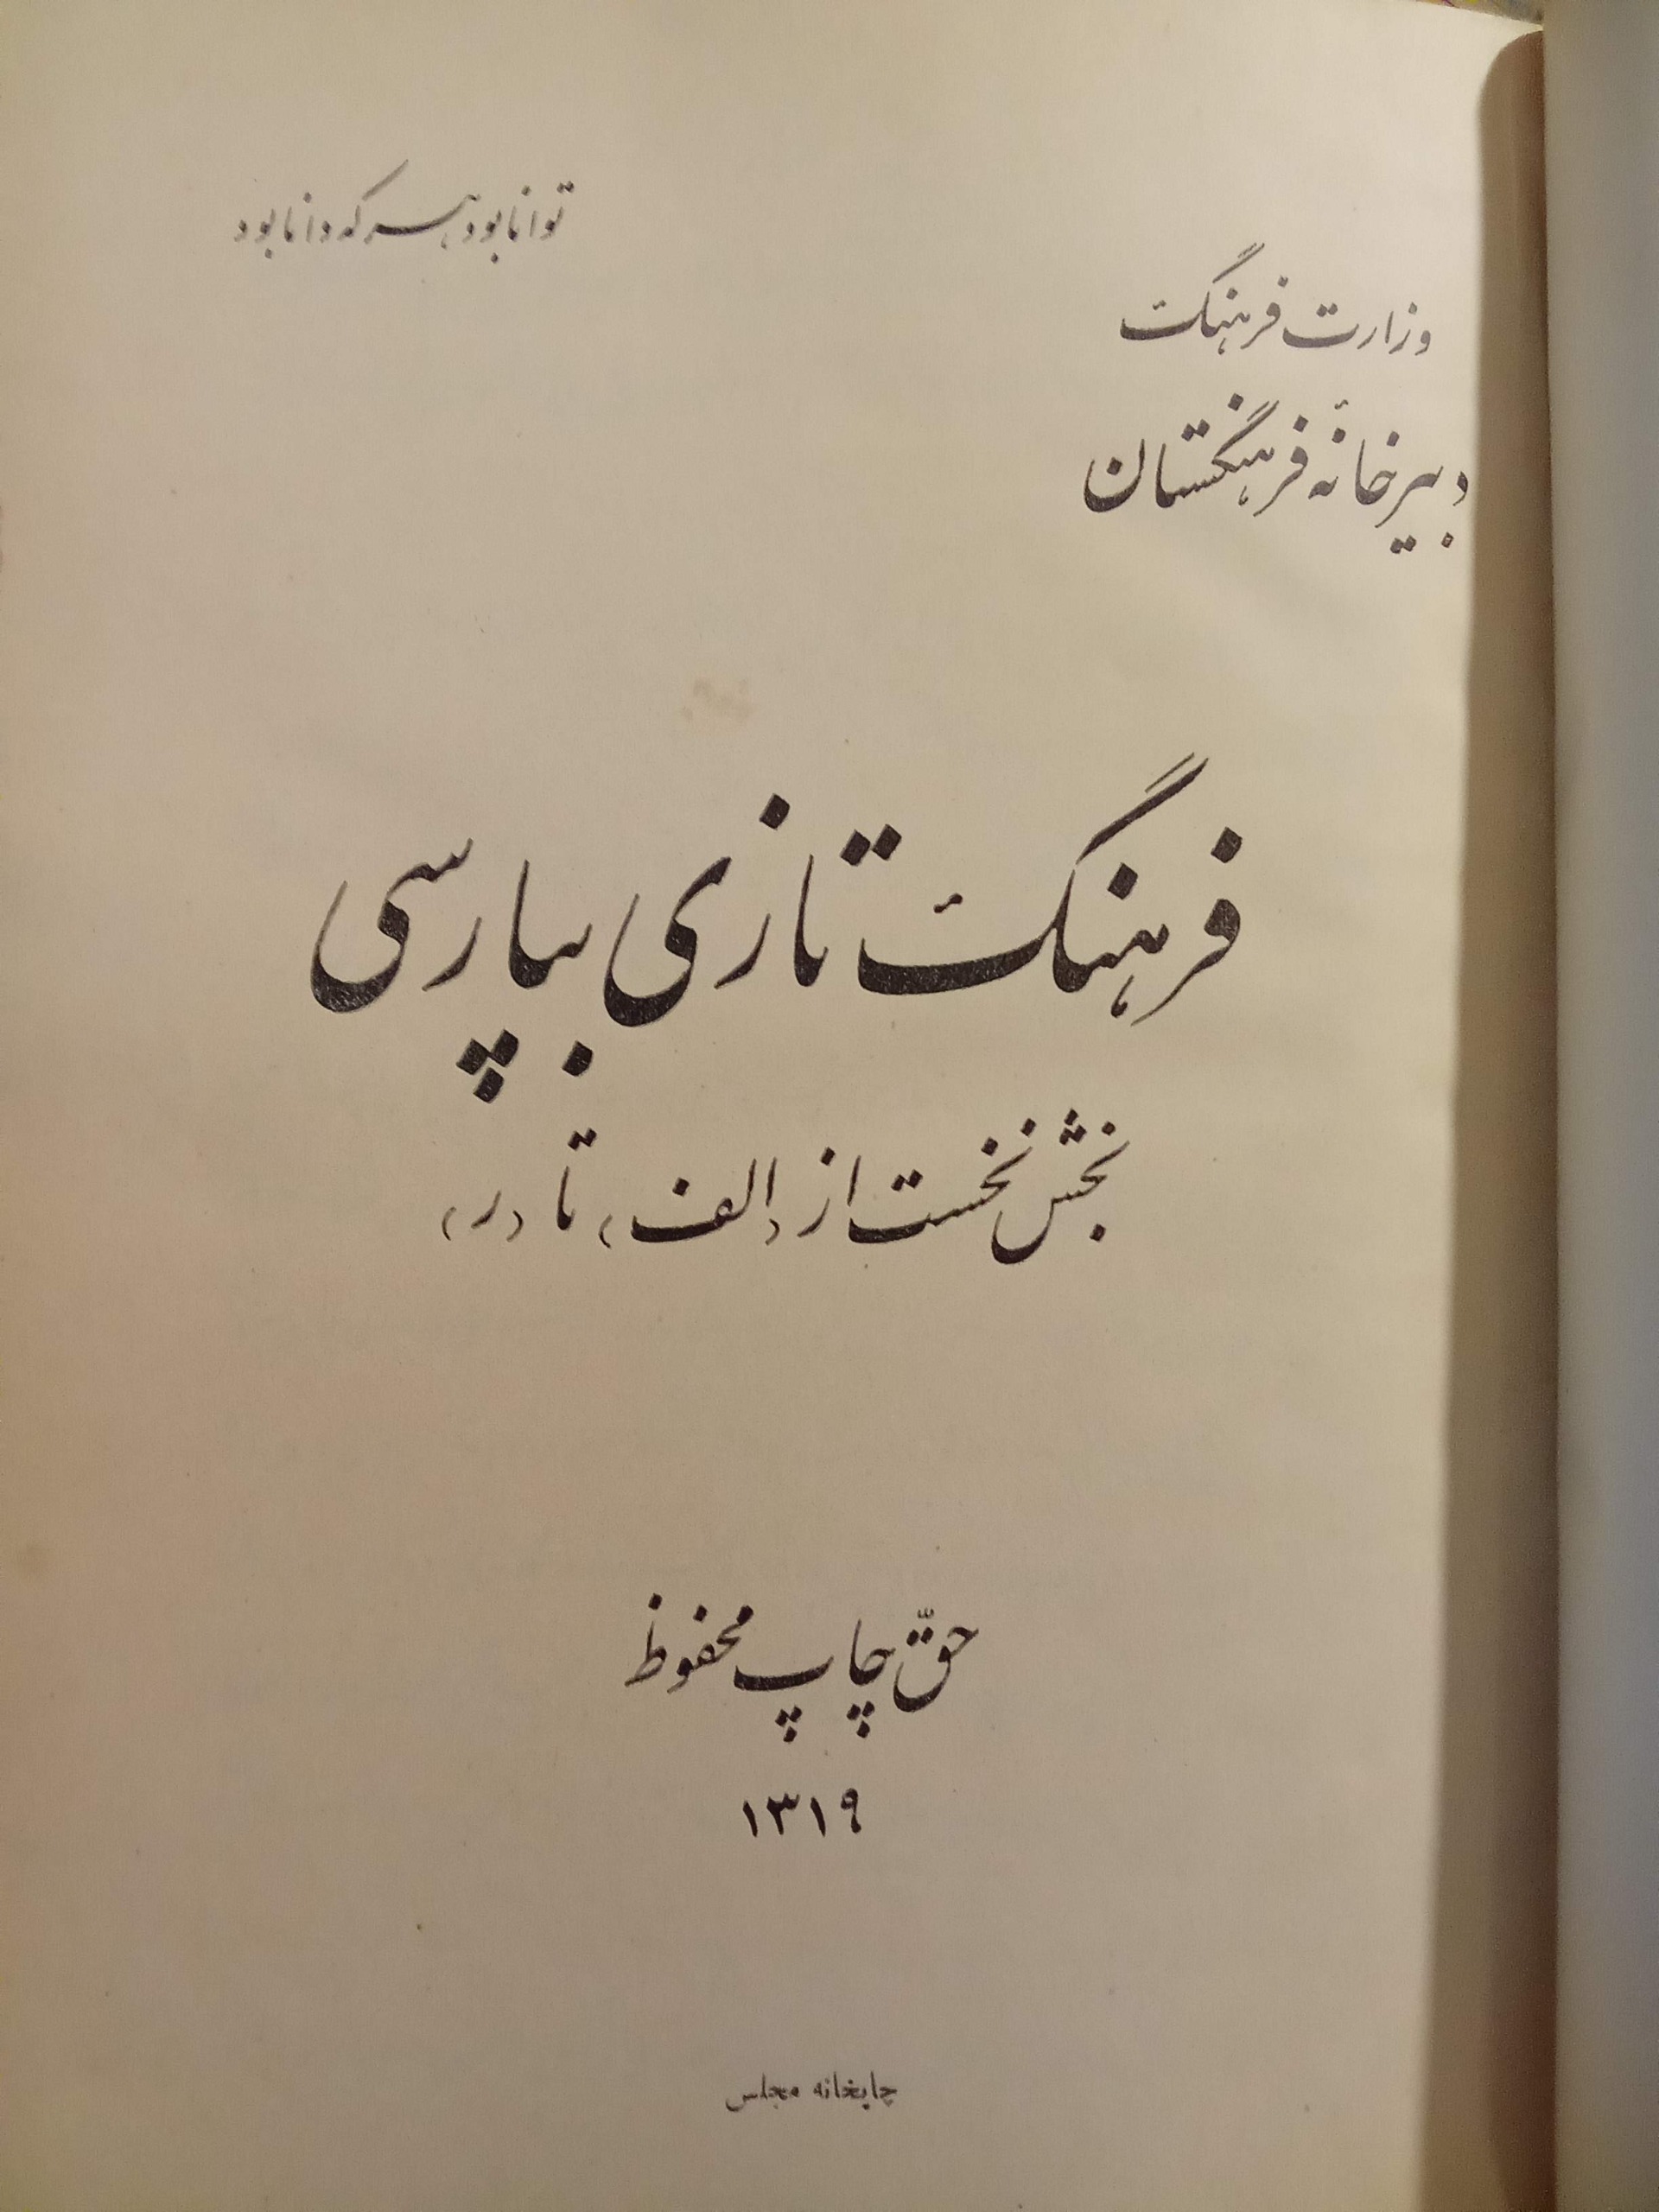 توانا بود هر که دانا بود
وزارت فرهنگ
دبیرخانهٔ فرهنگستان
فرهنگ تازی بپارسی
بخش نخست از (الف) تا (ر)
حقّ چاپ محفوظ
۱۳۱۹
چاپخانه مجلس